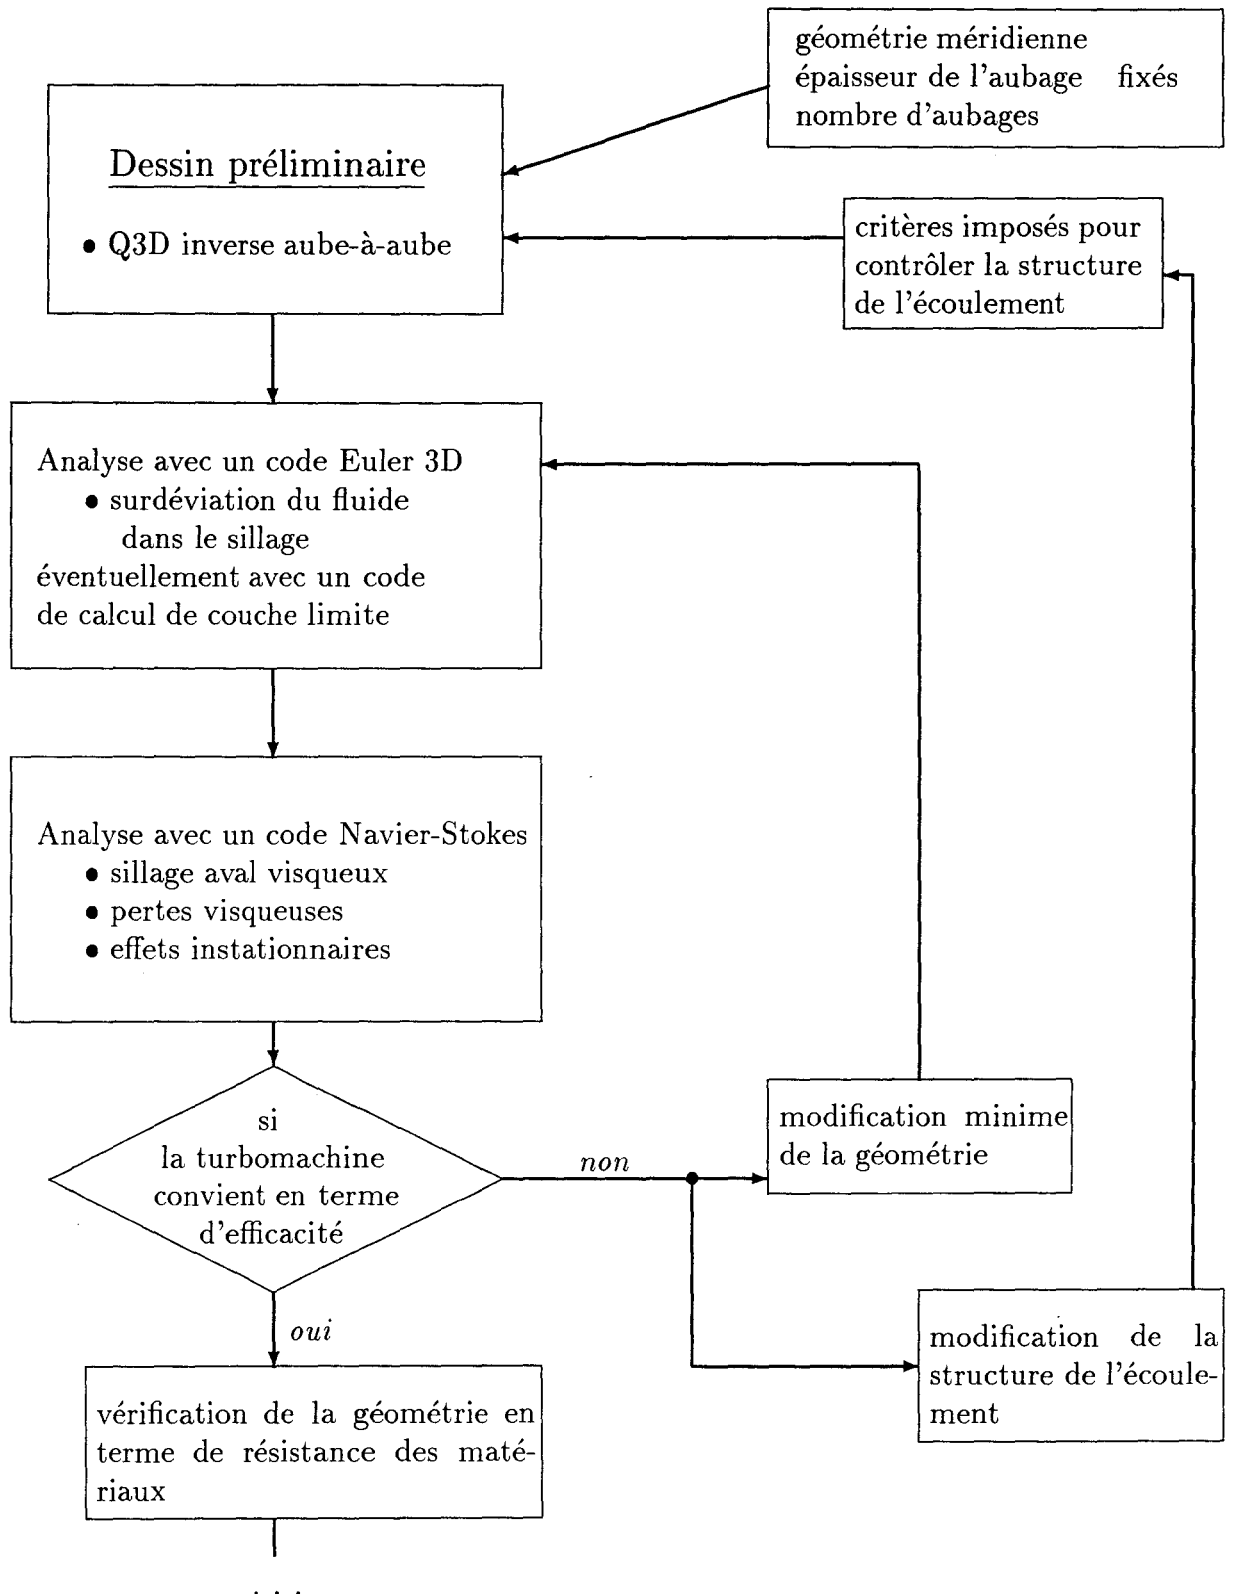 géométrie méridienne
épaisseur de l'aubage fixés
nombre d'aubages
Dessin préliminaire
• Q3D inverse aube-à-aube
critères imposés pour
contrôler la structure
de l'écoulement
Analyse avec un code Euler 3D
• surdéviation du fluide
dans le sillage
éventuellement avec un code
de calcul de couche limite
Analyse avec un code Navier-Stokes
• sillage aval visqueux
• pertes visqueuses
• effets instationnaires
si
la turbomachine
convient en terme
d'efficacité
non
modification minime
de la géométrie
oui
modification de la
structure de l'écoule-
ment
vérification de la géométrie en
terme de résistance des maté-
riaux
...